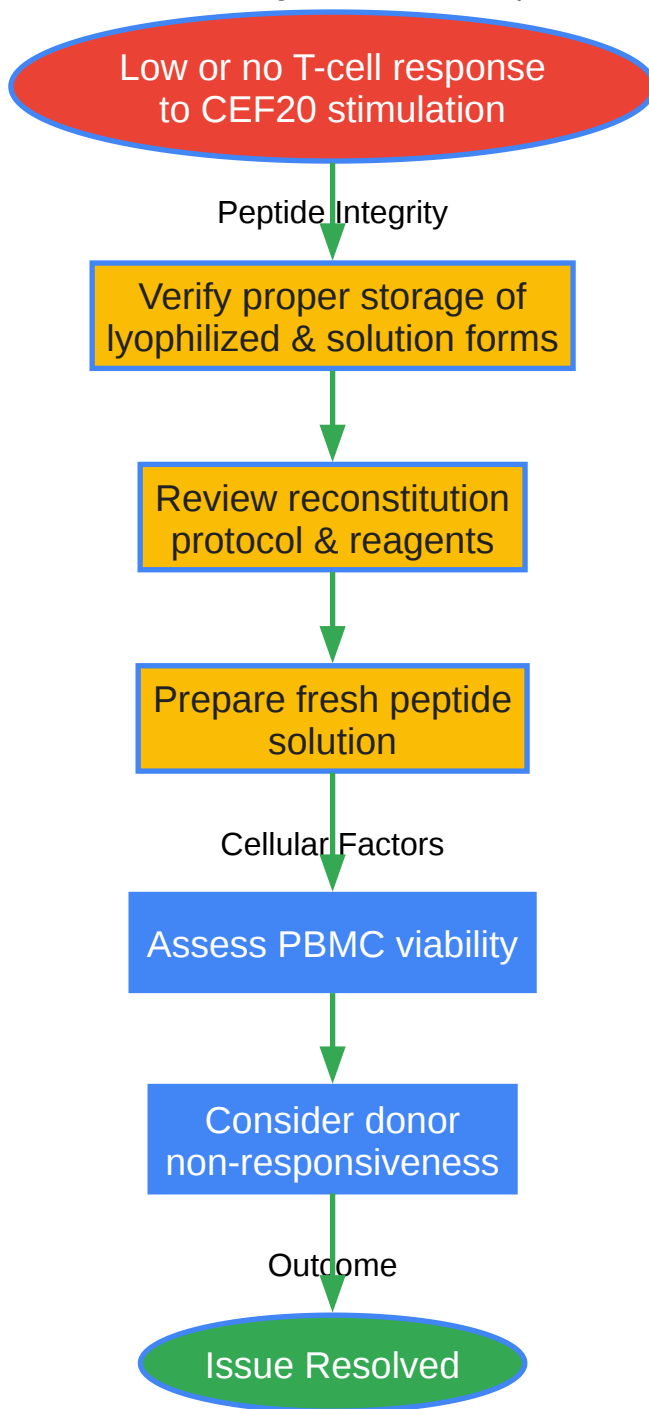 Low or no T-cell response
to CEF20 stimulation
Peptide Integrity
Verify proper storage of
lyophilized & solution forms
Review reconstitution
protocol & reagents
Prepare fresh peptide
solution
Cellular Factors
Assess PBMC viability
Consider donor
non-responsiveness
Outcome
Issue Resolved